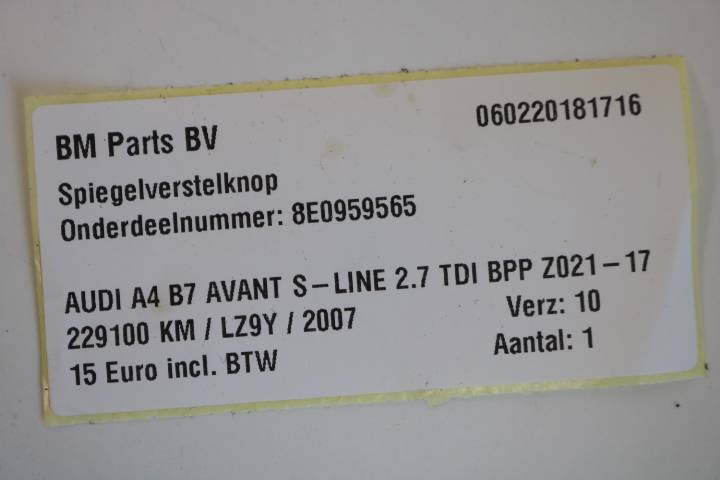 BM Parts BV 060220181716
Spiegelverstelknop
Onderdeelnummer: 8E0959565
AUDI A4 B7 AVANT S-LINE 2.7 TDI BPP Z021-17
229100 KM / LZ9Y / 2007 Verz: 10
15 Euro incl. BTW Aantal: 1